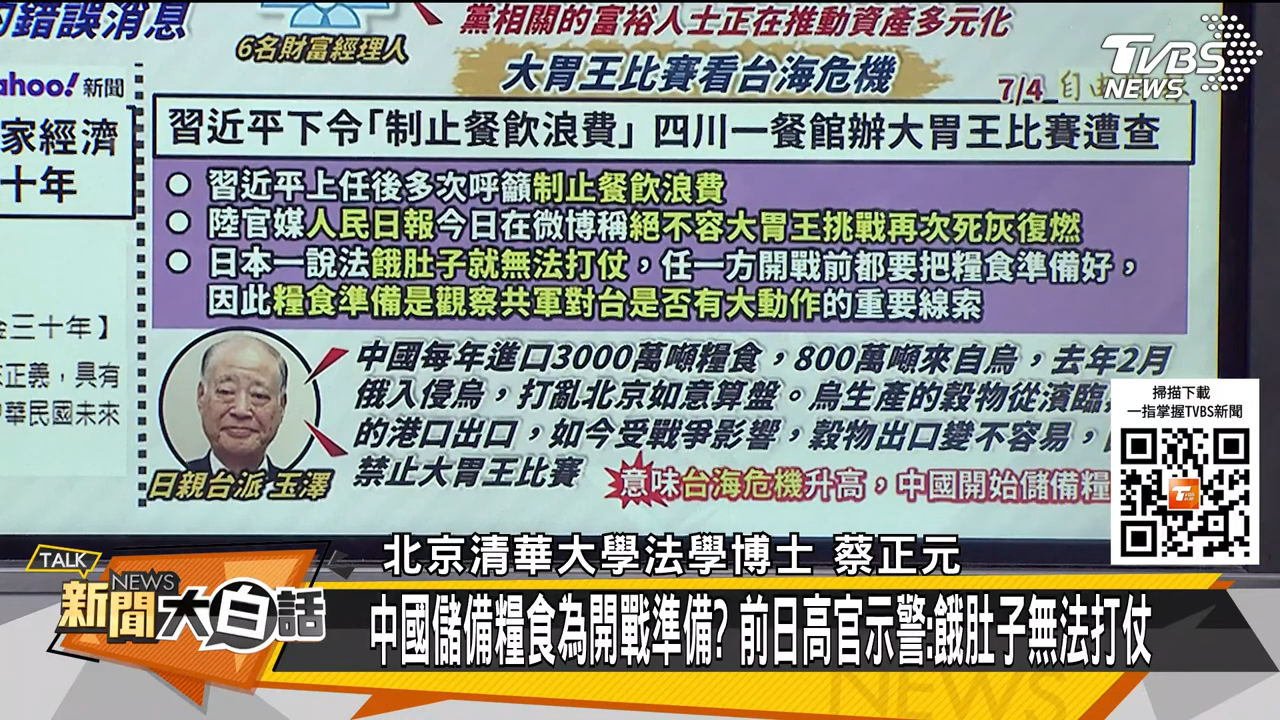 的錯誤消息
6名財富經理人
黨相關的富裕人士正在推動資產多元化
大胃王比賽看台海危機
7/4 自由
TVBS
NEWS
ahoo! 新聞
家經濟
十年
金三十年】
正義，具有
華民國未來
習近平下令「制止餐飲浪費」 四川一餐館辦大胃王比賽遭查
● 習近平上任後多次呼籲制止餐飲浪費
● 陸官媒人民日報今日在微博稱絕不容大胃王挑戰再次死灰復燃
● 日本一說法餓肚子就無法打仗，任一方開戰前都要把糧食準備好，
因此糧食準備是觀察共軍對台是否有大動作的重要線索
中國每年進口3000萬噸糧食，800萬噸來自烏，去年2月
俄入侵烏，打亂北京如意算盤。烏生產的穀物從濱臨
的港口出口，如今受戰爭影響，穀物出口變不容易，
禁止大胃王比賽
意味台海危機升高，中國開始儲備糧
日親台派 玉澤
掃描下載
一指掌握TVBS新聞
北京清華大學法學博士 蔡正元
TALK
NEWS
新聞大白話
中國儲備糧食為開戰準備? 前日高官示警:餓肚子無法打仗
NEWS